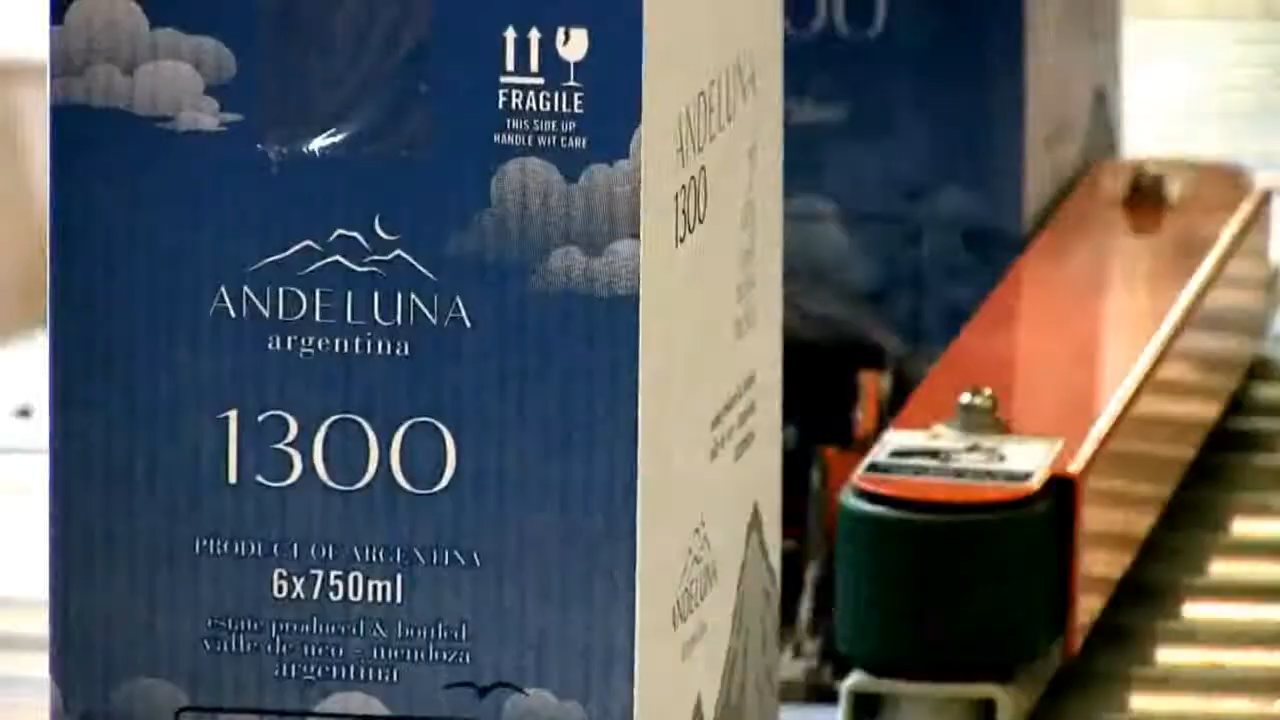 FRAGILE
THIS SIDE UP
HANDLE WIT CARE
ANDELUNA
argentina
1300
PRODUCT OF ARGENTINA
6x750ml
estate produced & bottled
valle de uco - mendoza
argentina
ANDELUNA
1300
ANDELUNA